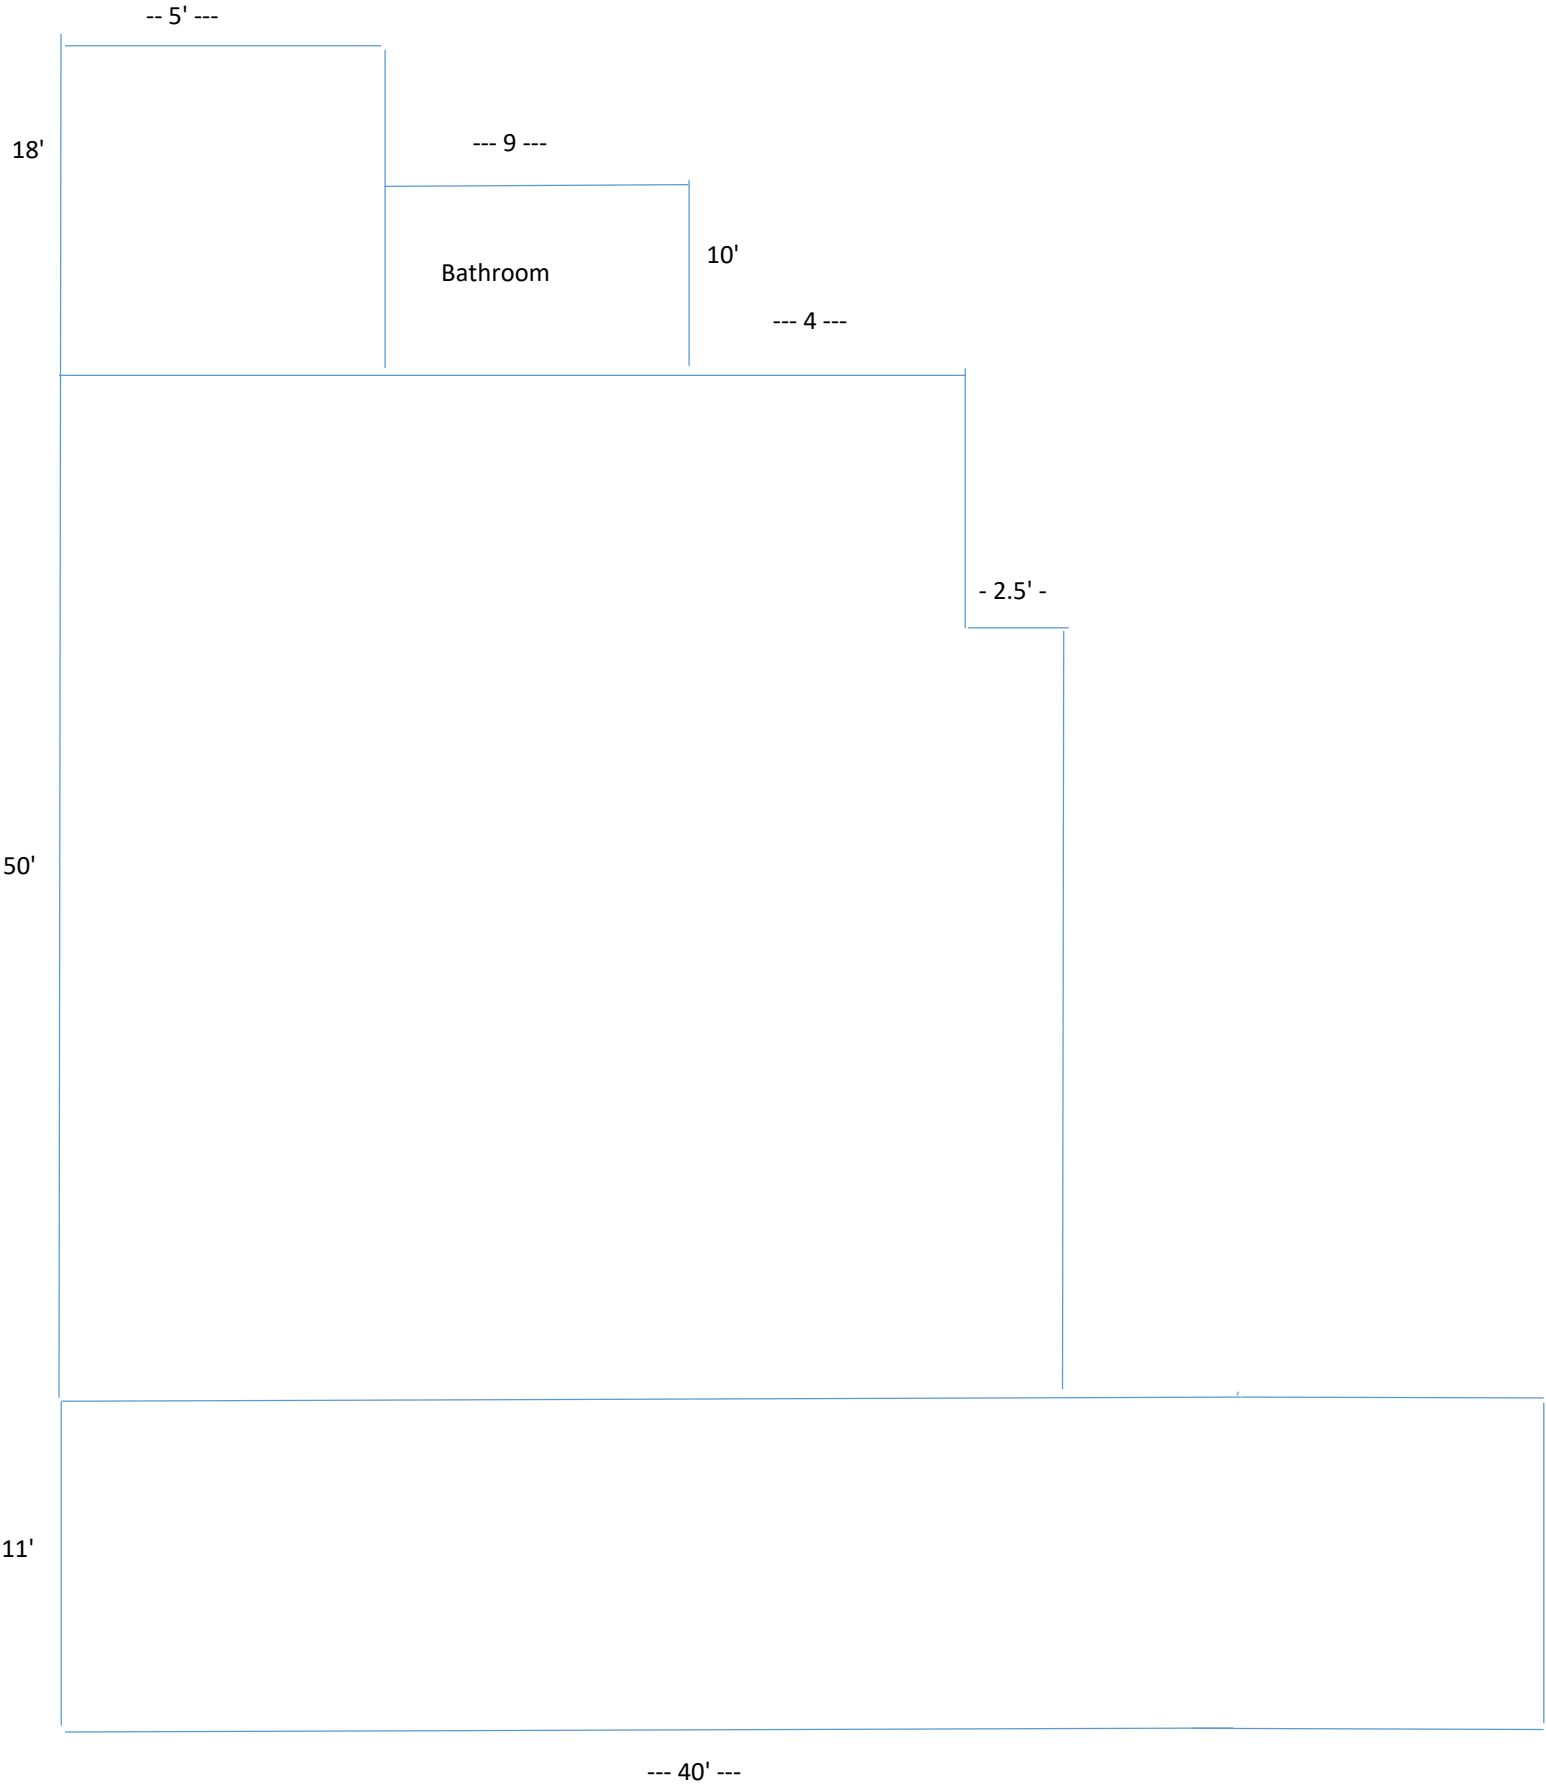 -- 5' ---
18'
--- 9 ---
10'
Bathroom
--- 4 ---
- 2.5' -
50'
11'
--- 40' ---